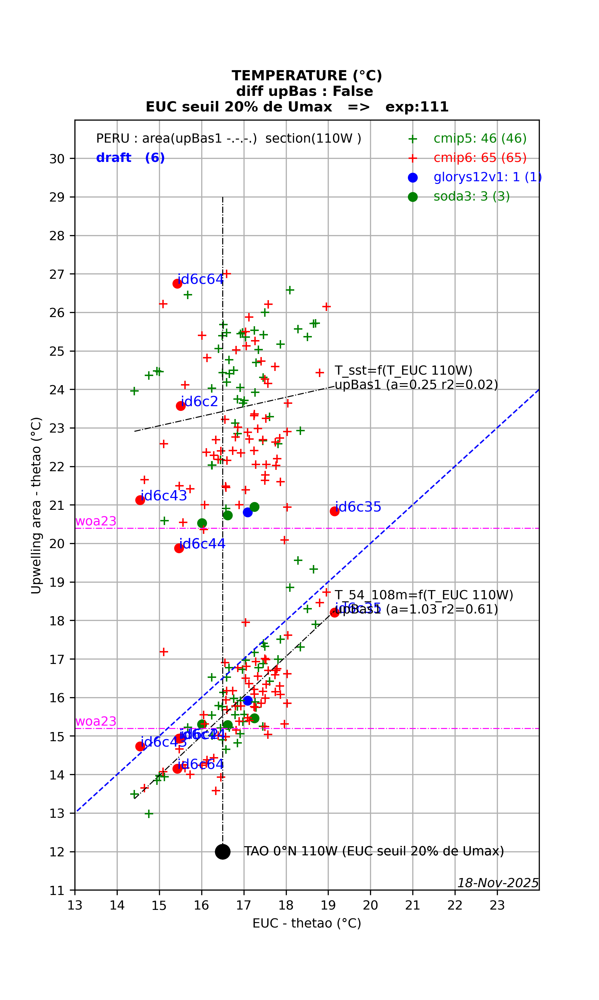 TEMPERATURE (°C)
diff upBas : False
EUC seuil 20% de Umax   =>   exp:111
PERU : area(upBas1 -.-.-.)  section(110W )
draft   (6)
cmip5: 46 (46)
cmip6: 65 (65)
glorys12v1: 1 (1)
soda3: 3 (3)
30
29
28
27
26
25
24
23
22
21
20
19
18
17
16
15
14
13
12
11
Upwelling area - thetao (°C)
id6c64
T_sst=f(T_EUC 110W)
upBas1 (a=0.25 r2=0.02)
id6c2
id6c43
id6c35
woa23
id6c44
T_54_108m=f(T_EUC 110W)
id6c35
upBas1 (a=1.03 r2=0.61)
woa23
id6c2
id6c44
id6c43
id6c64
TAO 0°N 110W (EUC seuil 20% de Umax)
18-Nov-2025
13 14 15 16 17 18 19 20 21 22 23
EUC - thetao (°C)